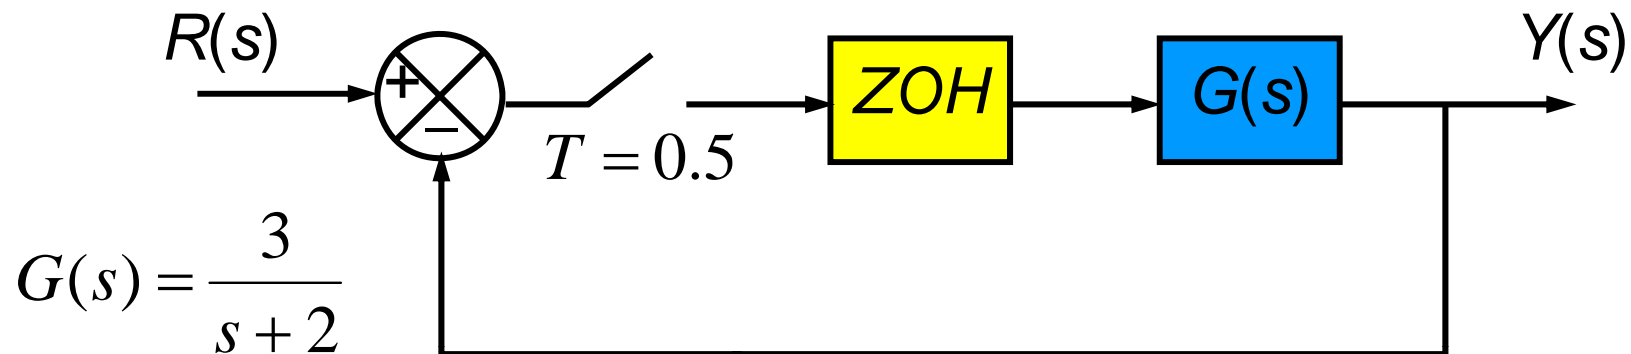 R(s)
Y(s)
+
ZOH
G(s)
−
T = 0.5
G(s) = 3 / (s + 2)